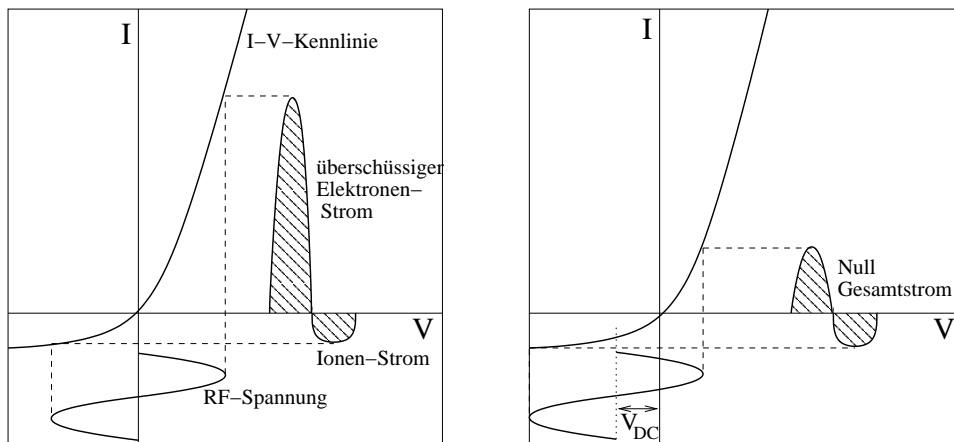 I
I–V–Kennlinie
überschüssiger
Elektronen–
Strom
V
Ionen–Strom
RF–Spannung
I
Null
Gesamtstrom
V
V_DC